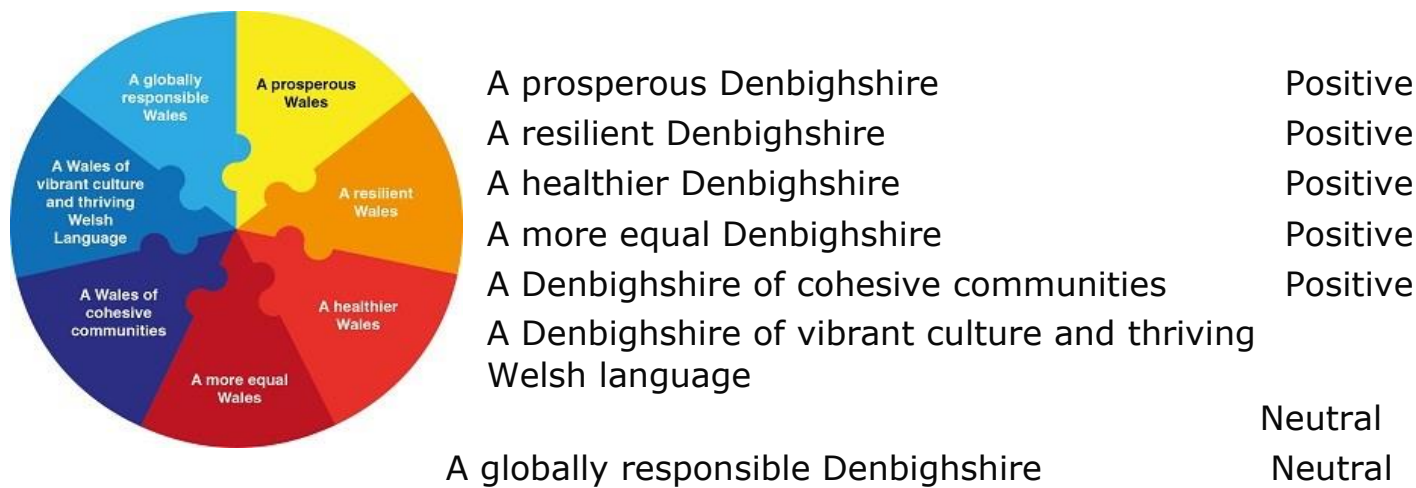 A globally
responsible
Wales
A prosperous
Wales
A resilient
Wales
A healthier
Wales
A more equal
Wales
A Wales of
cohesive
communities
A Wales of
vibrant culture
and thriving
Welsh
Language
A prosperous Denbighshire Positive
A resilient Denbighshire Positive
A healthier Denbighshire Positive
A more equal Denbighshire Positive
A Denbighshire of cohesive communities Positive
A Denbighshire of vibrant culture and thriving
Welsh language
Neutral
A globally responsible Denbighshire Neutral